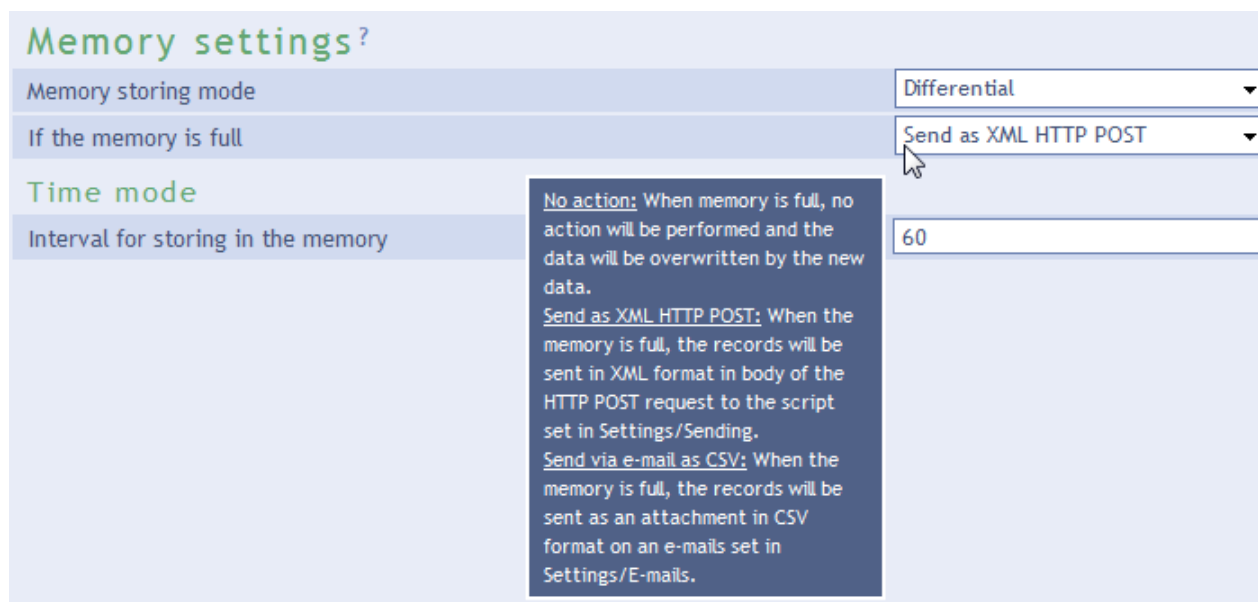 Memory settings?
Memory storing mode
Differential
If the memory is full
Send as XML HTTP POST
Time mode
Interval for storing in the memory
60
No action: When memory is full, no
action will be performed and the
data will be overwritten by the new
data.
Send as XML HTTP POST: When the
memory is full, the records will be
sent in XML format in body of the
HTTP POST request to the script
set in Settings/Sending.
Send via e-mail as CSV: When the
memory is full, the records will be
sent as an attachment in CSV
format on an e-mails set in
Settings/E-mails.